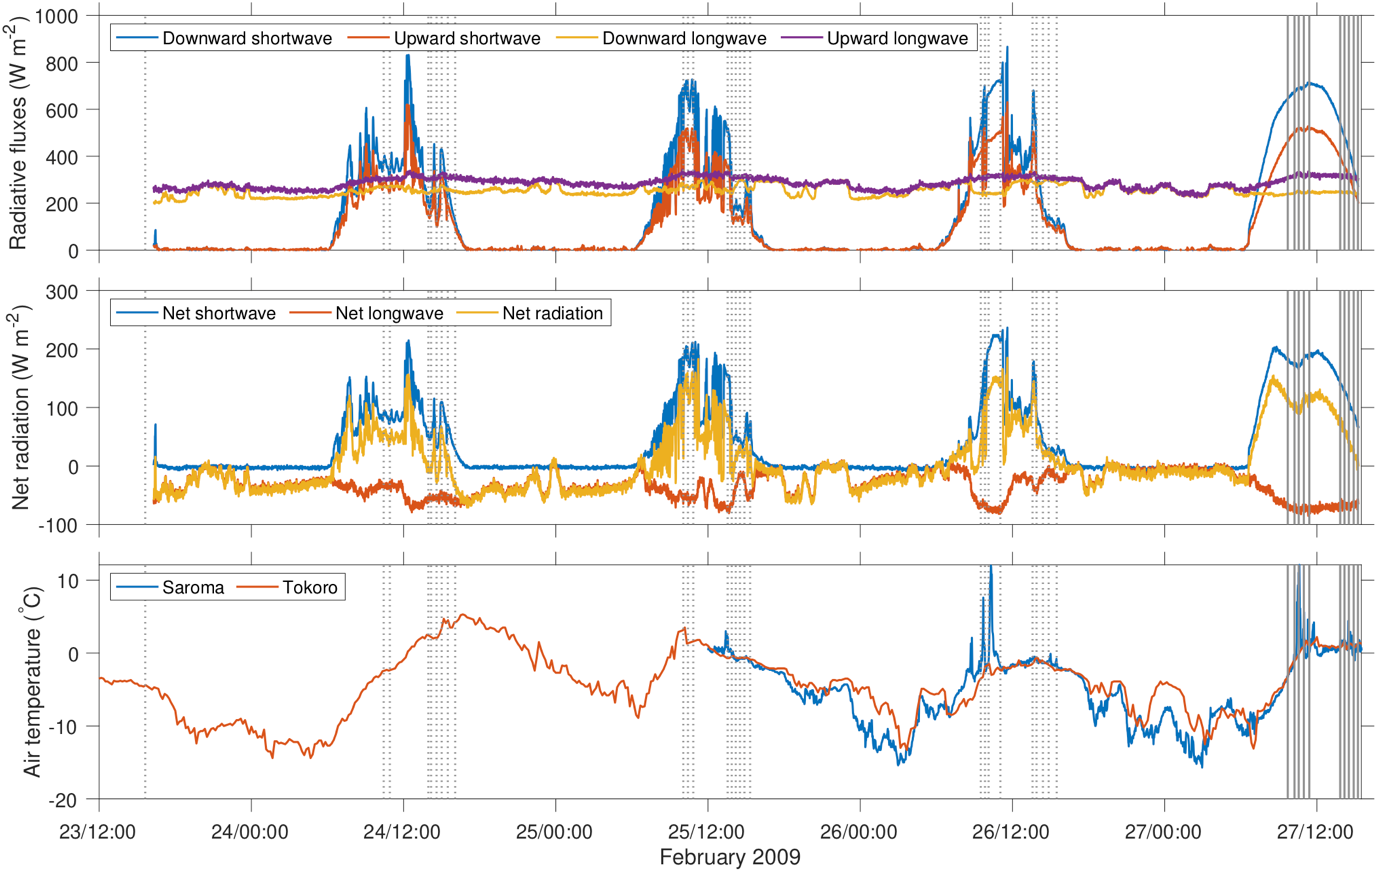 Radiative fluxes (W m-2)
1000
800
600
400
200
0
Downward shortwave Upward shortwave Downward longwave Upward longwave
Net radiation (W m-2)
300
200
100
0
-100
Net shortwave Net longwave Net radiation
Air temperature (°C)
10
0
-10
-20
Saroma Tokoro
23/12:00 24/00:00 24/12:00 25/00:00 25/12:00 26/00:00 26/12:00 27/00:00 27/12:00
February 2009